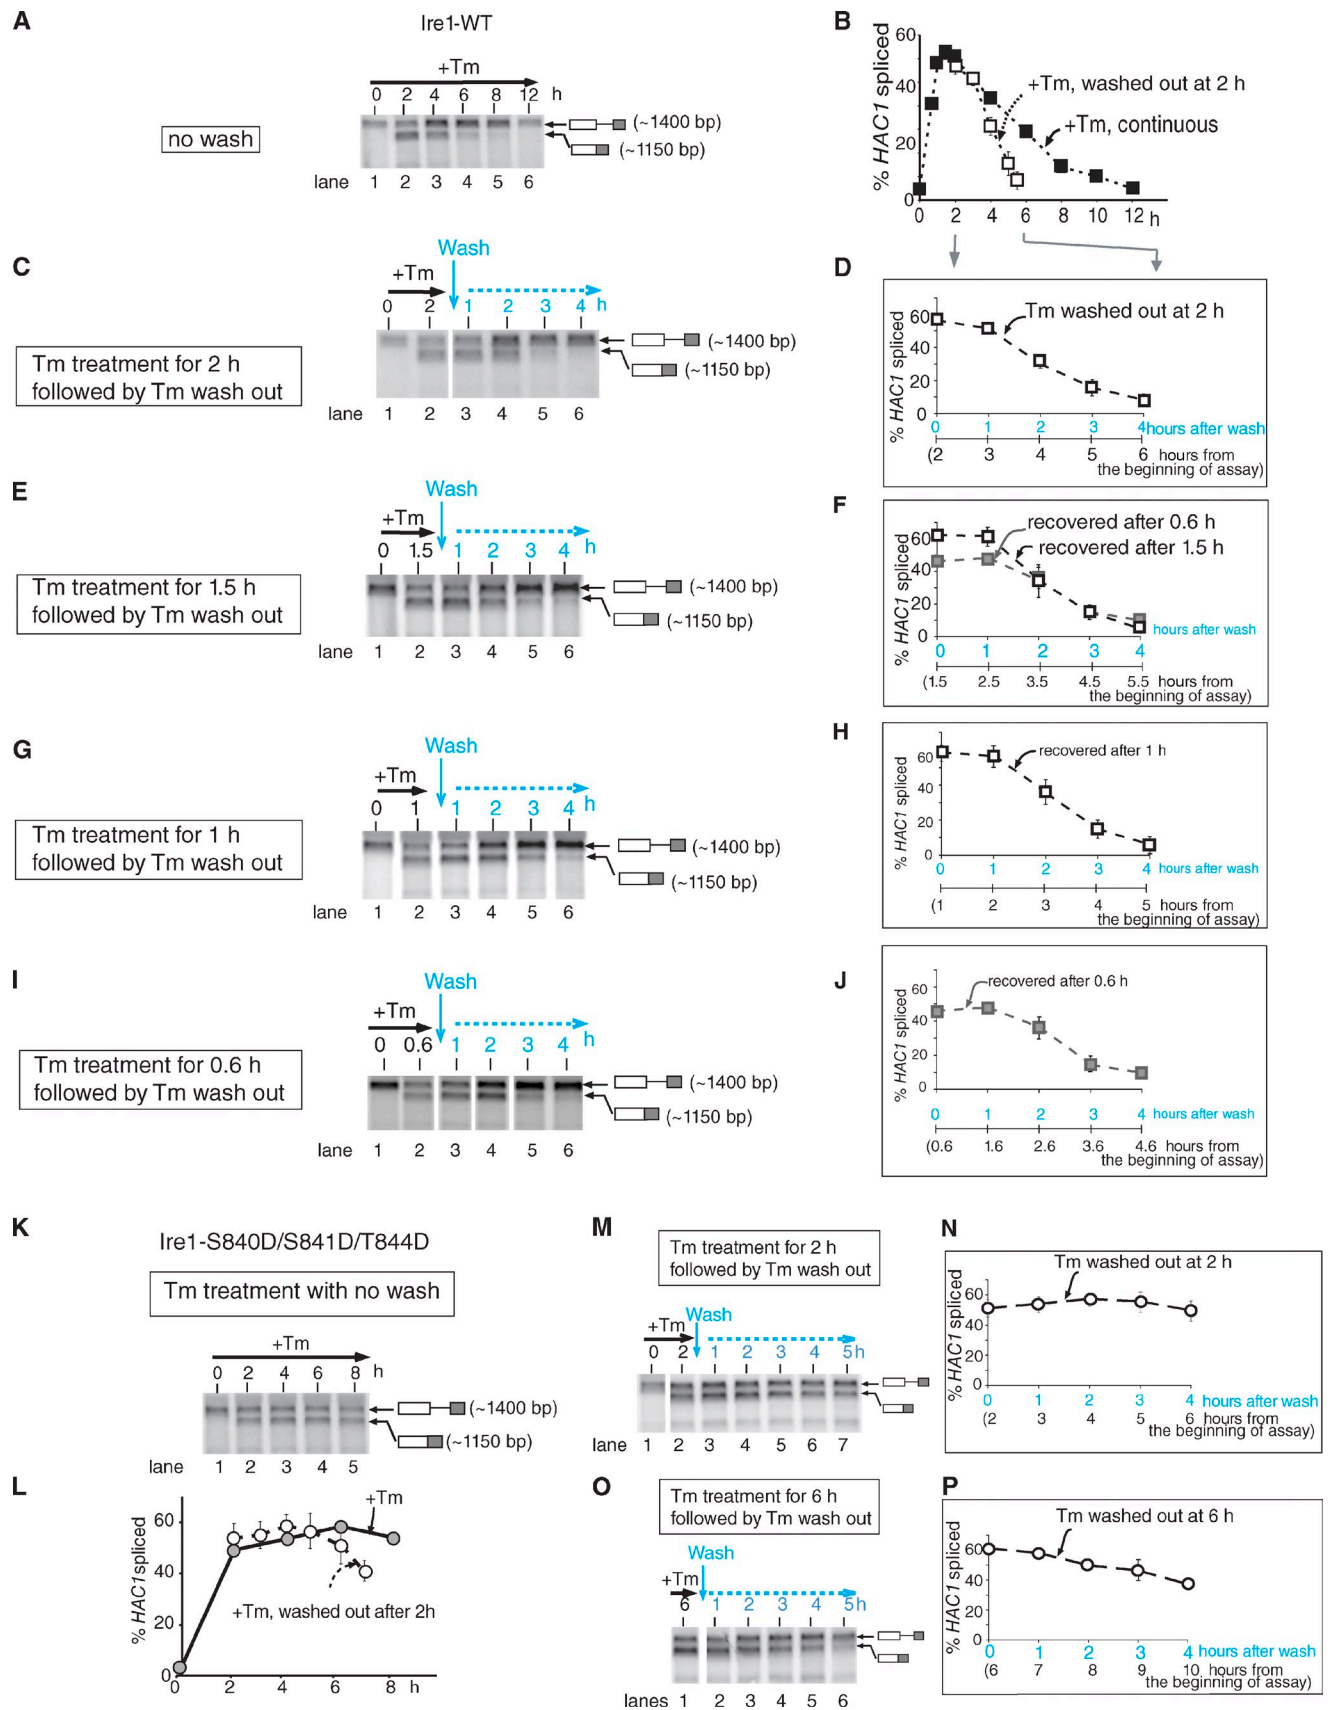 A
Ire1-WT
+Tm
0 2 4 6 8 12 h
no wash
(~1400 bp)
(~1150 bp)
lane 1 2 3 4 5 6
B
% HAC1 spliced
60
40
20
0
+Tm, washed out at 2 h
+Tm, continuous
0 2 4 6 8 10 12 h
C
Wash
+Tm
0 2 1 2 3 4 h
Tm treatment for 2 h
followed by Tm wash out
(~1400 bp)
(~1150 bp)
lane 1 2 3 4 5 6
D
% HAC1 spliced
60
40
20
0
Tm washed out at 2 h
0 1 2 3 4 hours after wash
(2 3 4 5 6 hours from
the beginning of assay)
E
Wash
+Tm
0 1.5 1 2 3 4 h
Tm treatment for 1.5 h
followed by Tm wash out
(~1400 bp)
(~1150 bp)
lane 1 2 3 4 5 6
F
% HAC1 spliced
60
40
20
0
recovered after 0.6 h
recovered after 1.5 h
hours after wash
0 1 2 3 4
(1.5 2.5 3.5 4.5 5.5 hours from
the beginning of assay)
G
Wash
+Tm
0 1 1 2 3 4 h
Tm treatment for 1 h
followed by Tm wash out
(~1400 bp)
(~1150 bp)
lane 1 2 3 4 5 6
H
% HAC1 spliced
60
40
20
0
recovered after 1 h
0 1 2 3 4 hours after wash
(1 2 3 4 5 hours from
the beginning of assay)
I
Wash
+Tm
0 0.6 1 2 3 4 h
Tm treatment for 0.6 h
followed by Tm wash out
(~1400 bp)
(~1150 bp)
lane 1 2 3 4 5 6
J
% HAC1 spliced
60
40
20
0
recovered after 0.6 h
0 1 2 3 4 hours after wash
(0.6 1.6 2.6 3.6 4.6 hours from
the beginning of assay)
K
Ire1-S840D/S841D/T844D
Tm treatment with no wash
+Tm
0 2 4 6 8 h
(~1400 bp)
(~1150 bp)
lane 1 2 3 4 5
L
% HAC1 spliced
60
40
20
0
+Tm
+Tm, washed out after 2h
0 2 4 6 8 h
M
Tm treatment for 2 h
followed by Tm wash out
Wash
+Tm
0 2 1 2 3 4 5h
lane 1 2 3 4 5 6 7
N
% HAC1 spliced
60
40
20
0
Tm washed out at 2 h
0 1 2 3 4 hours after wash
(2 3 4 5 6 hours from
the beginning of assay)
O
Tm treatment for 6 h
followed by Tm wash out
Wash
+Tm
6 1 2 3 4 5h
lanes 1 2 3 4 5 6
P
% HAC1 spliced
60
40
20
0
Tm washed out at 6 h
0 1 2 3 4 hours after wash
(6 7 8 9 10 hours from
the beginning of assay)